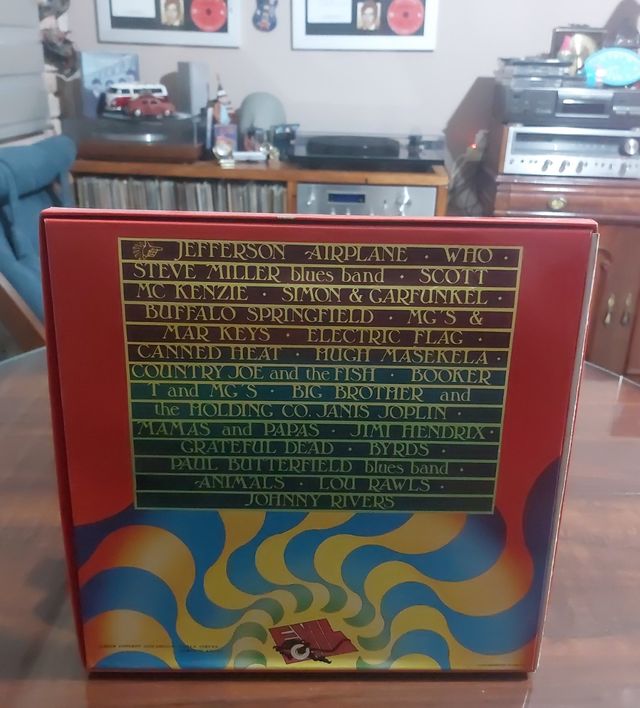 JEFFERSON AIRPLANE · WHO ·
STEVE MILLER blues band · SCOTT
MC KENZIE · SIMON & GARFUNKEL ·
BUFFALO SPRINGFIELD · MG'S &
MAR KEYS · ELECTRIC FLAG ·
CANNED HEAT · HUGH MASEKELA ·
COUNTRY JOE and the FISH · BOOKER
T and MG'S · BIG BROTHER and
the HOLDING CO. JANIS JOPLIN ·
MAMAS and PAPAS · JIMI HENDRIX ·
GRATEFUL DEAD · BYRDS ·
PAUL BUTTERFIELD blues band ·
ANIMALS · LOU RAWLS ·
JOHNNY RIVERS